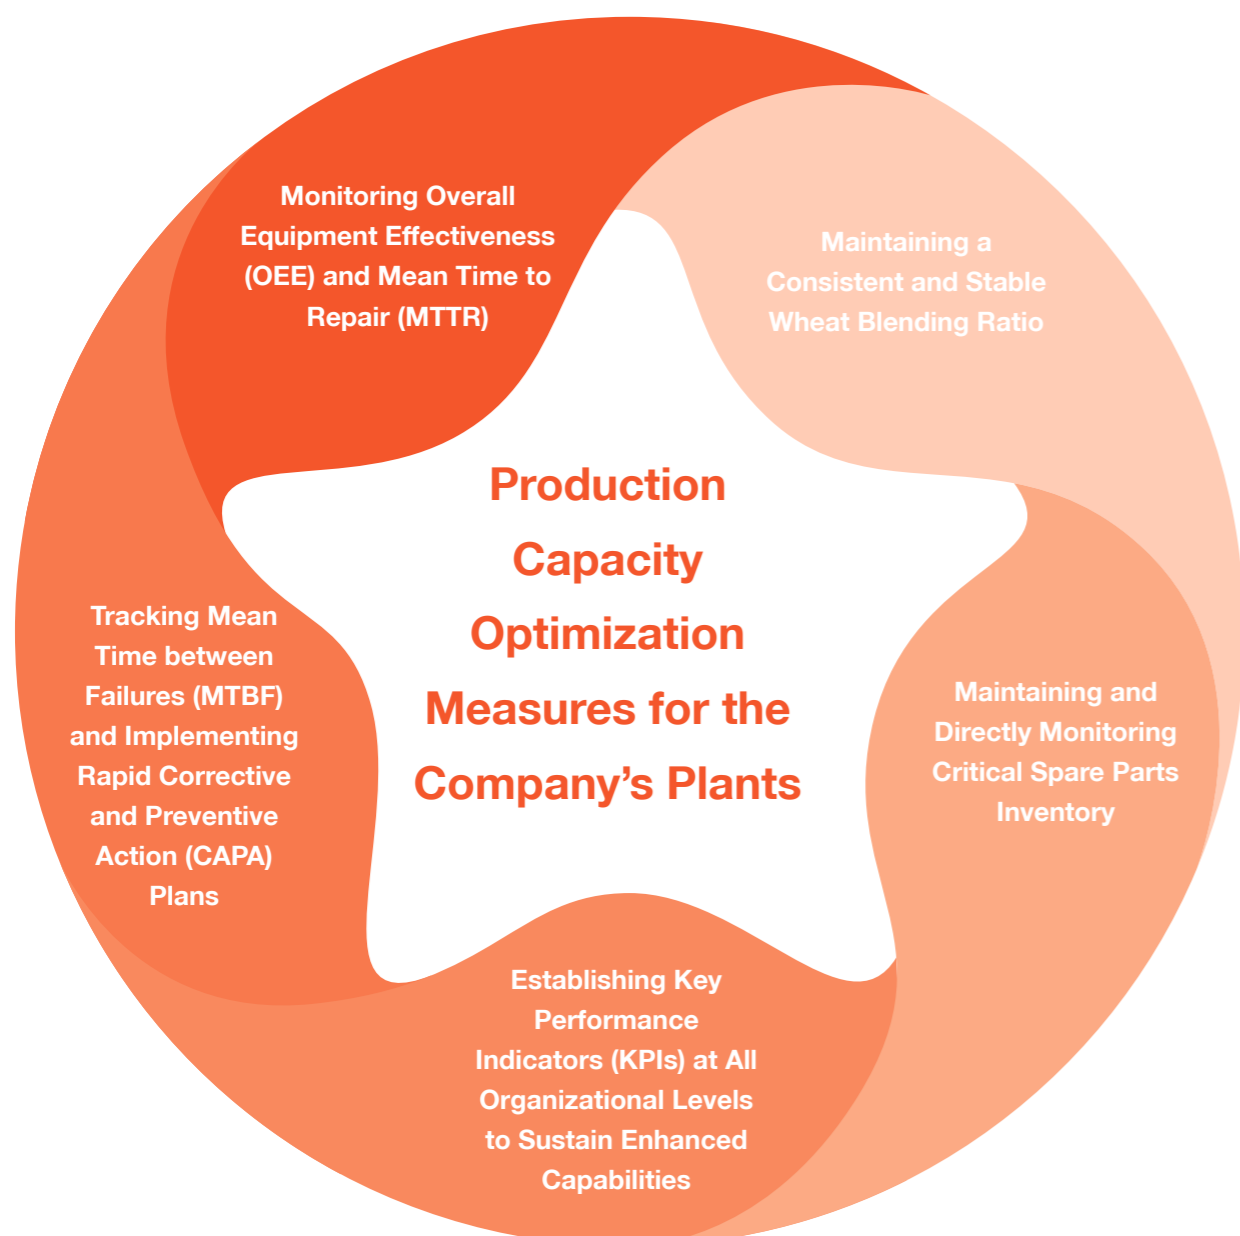 Monitoring Overall
Equipment Effectiveness
(OEE) and Mean Time to
Repair (MTTR)
Maintaining a
Consistent and Stable
Wheat Blending Ratio
Production
Capacity
Optimization
Measures for the
Company’s Plants
Tracking Mean
Time between
Failures (MTBF)
and Implementing
Rapid Corrective
and Preventive
Action (CAPA)
Plans
Maintaining and
Directly Monitoring
Critical Spare Parts
Inventory
Establishing Key
Performance
Indicators (KPIs) at All
Organizational Levels
to Sustain Enhanced
Capabilities